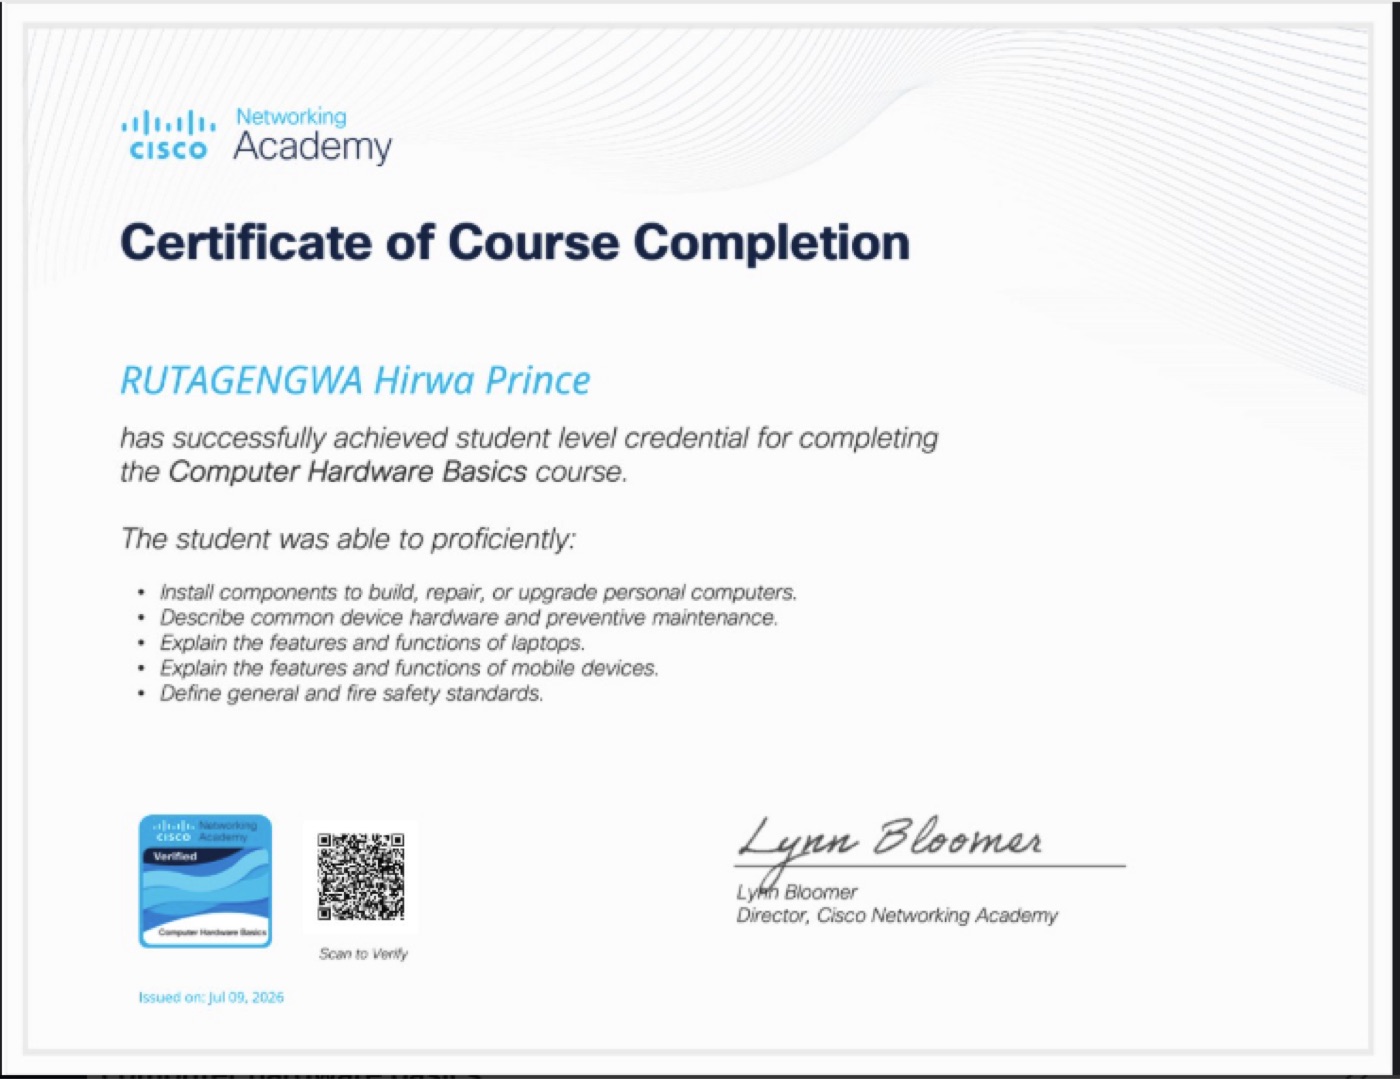 Networking
CISCO Academy
Certificate of Course Completion
RUTAGENGWA Hirwa Prince
has successfully achieved student level credential for completing
the Computer Hardware Basics course.
The student was able to proficiently:
• Install components to build, repair, or upgrade personal computers.
• Describe common device hardware and preventive maintenance.
• Explain the features and functions of laptops.
• Explain the features and functions of mobile devices.
• Define general and fire safety standards.
Networking
CISCO Academy
Verified
Computer Hardware Basics
Scan to Verify
Issued on: Jul 09, 2026
Lynn Bloomer
Lynn Bloomer
Director, Cisco Networking Academy